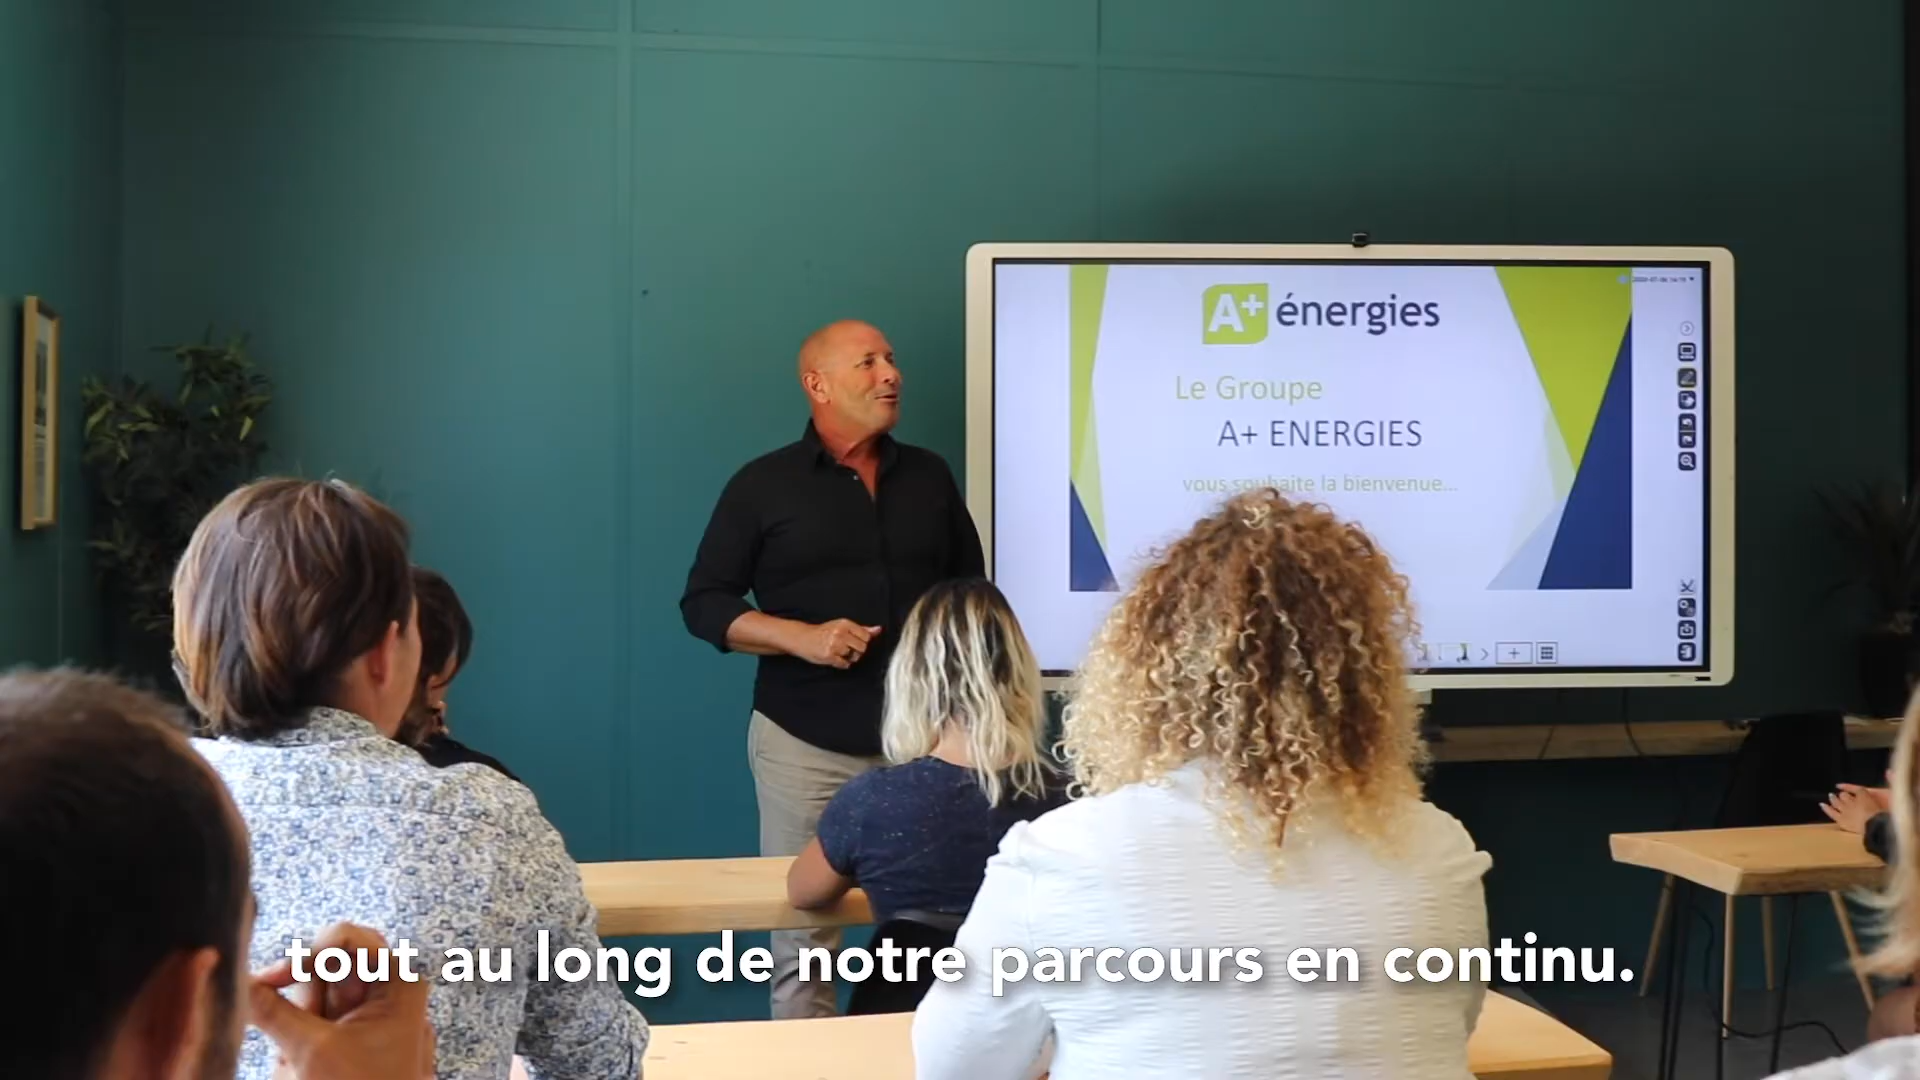 A+ énergies
Le Groupe
A+ ENERGIES
vous souhaite la bienvenue...
tout au long de notre parcours en continu.